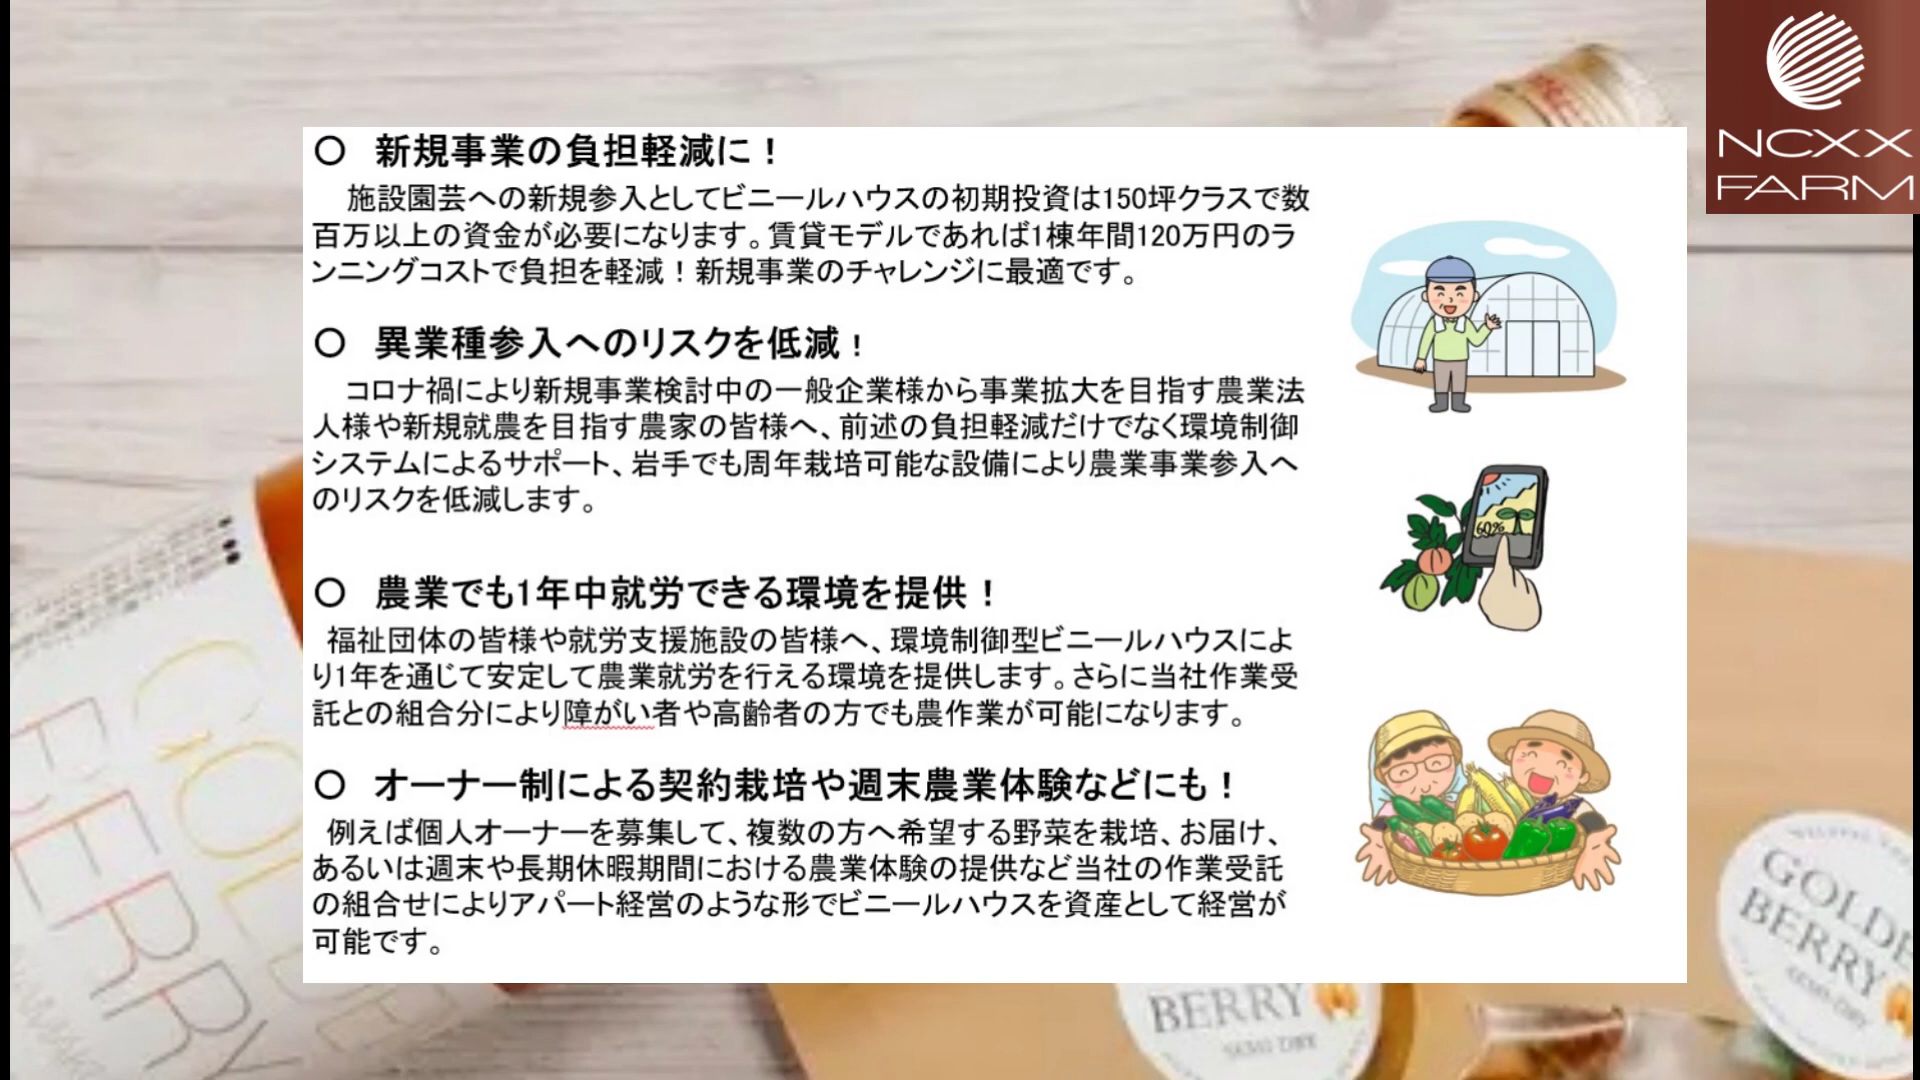 NCXX
FARM
〇　新規事業の負担軽減に！
施設園芸への新規参入としてビニールハウスの初期投資は150坪クラスで数
百万以上の資金が必要になります。賃貸モデルであれば1棟年間120万円のラ
ンニングコストで負担を軽減！新規事業のチャレンジに最適です。
〇　異業種参入へのリスクを低減！
コロナ禍により新規事業検討中の一般企業様から事業拡大を目指す農業法
人様や新規就農を目指す農家の皆様へ、前述の負担軽減だけでなく環境制御
システムによるサポート、岩手でも周年栽培可能な設備により農業事業参入へ
のリスクを低減します。
60%
〇　農業でも1年中就労できる環境を提供！
福祉団体の皆様や就労支援施設の皆様へ、環境制御型ビニールハウスによ
り1年を通じて安定して農業就労を行える環境を提供します。さらに当社作業受
託との組合分により障がい者や高齢者の方でも農作業が可能になります。
〇　オーナー制による契約栽培や週末農業体験などにも！
例えば個人オーナーを募集して、複数の方へ希望する野菜を栽培、お届け、
あるいは週末や長期休暇期間における農業体験の提供など当社の作業受託
の組合せによりアパート経営のような形でビニールハウスを資産として経営が
可能です。
BERRY
SEMI DRY
GOLDE
BERRY
SEMI-DRY